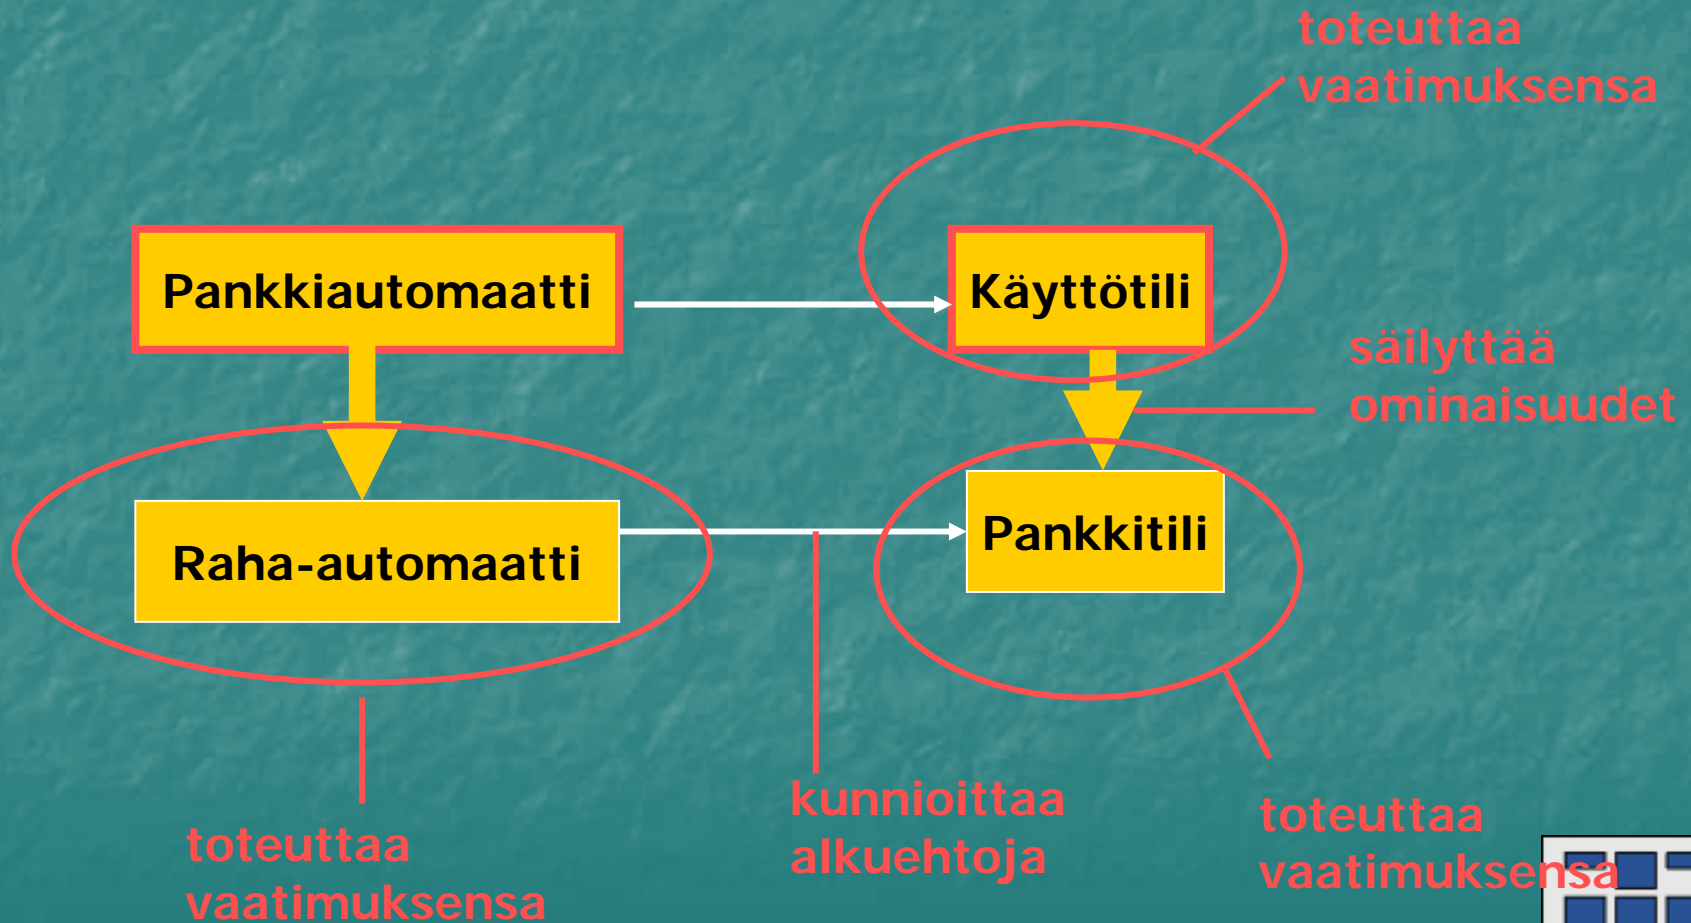 toteuttaa
vaatimuksensa
Pankkiautomaatti
Käyttötili
säilyttää
ominaisuudet
Raha-automaatti
Pankkitili
kunnioittaa
alkuehtoja
toteuttaa
vaatimuksensa
toteuttaa
vaatimuksensa